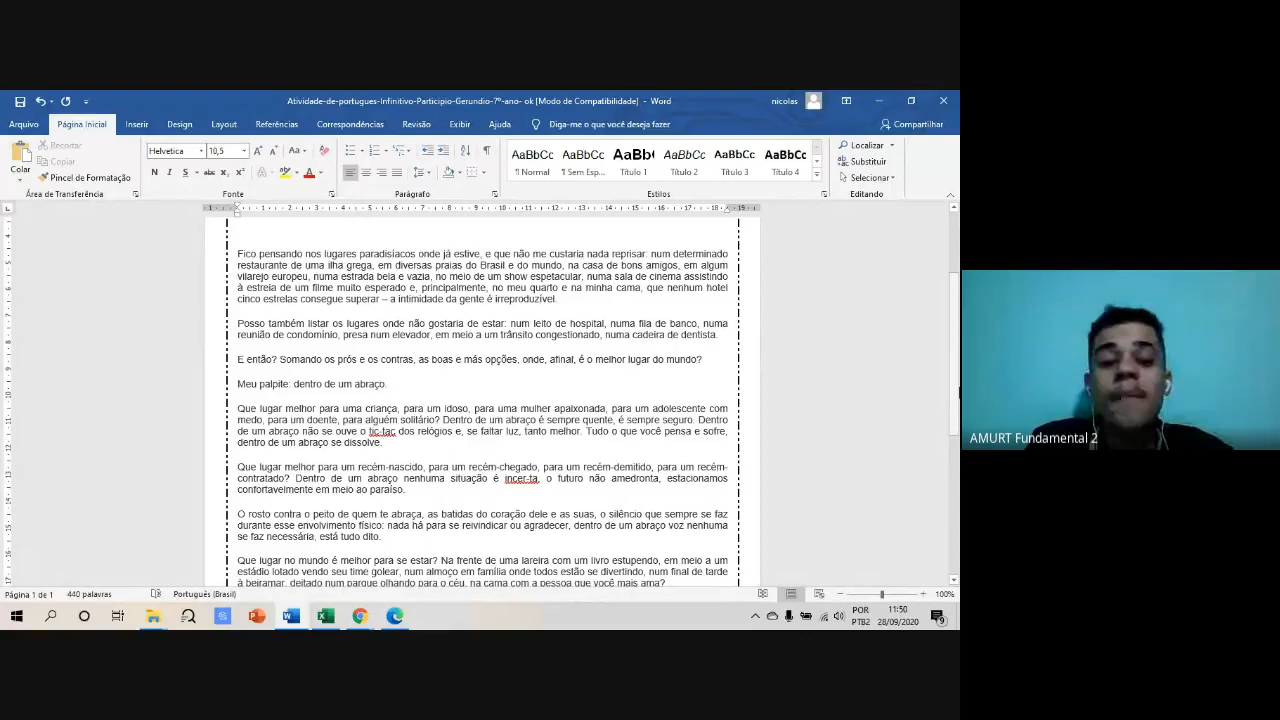 Atividade-de-portugues-Infinitivo-Participio-Gerundio-7º-ano- ok [Modo de Compatibilidade] - Word
nicolas
Arquivo Página Inicial Inserir Design Layout Referências Correspondências Revisão Exibir Ajuda Diga-me o que você deseja fazer Compartilhar
Colar
Recortar
Copiar
Pincel de Formatação
Área de Transferência
Helvetica 10,5
N I S abc x₂ x²
Fonte
Parágrafo
AaBbCc AaBbCc AaBb( AaBbCc AaBbCc AaBbCc
¶ Normal ¶ Sem Esp... Título 1 Título 2 Título 3 Título 4
Estilos
Localizar
Substituir
Selecionar
Editando
Fico pensando nos lugares paradisíacos onde já estive, e que não me custaria nada reprisar: num determinado
restaurante de uma ilha grega, em diversas praias do Brasil e do mundo, na casa de bons amigos, em algum
vilarejo europeu, numa estrada bela e vazia, no meio de um show espetacular, numa sala de cinema assistindo
à estreia de um filme muito esperado e, principalmente, no meu quarto e na minha cama, que nenhum hotel
cinco estrelas consegue superar – a intimidade da gente é irreproduzível.
Posso também listar os lugares onde não gostaria de estar: num leito de hospital, numa fila de banco, numa
reunião de condomínio, presa num elevador, em meio a um trânsito congestionado, numa cadeira de dentista.
E então? Somando os prós e os contras, as boas e más opções, onde, afinal, é o melhor lugar do mundo?
Meu palpite: dentro de um abraço.
Que lugar melhor para uma criança, para um idoso, para uma mulher apaixonada, para um adolescente com
medo, para um doente, para alguém solitário? Dentro de um abraço é sempre quente, é sempre seguro. Dentro
de um abraço não se ouve o tic-tac dos relógios e, se faltar luz, tanto melhor. Tudo o que você pensa e sofre,
dentro de um abraço se dissolve.
Que lugar melhor para um recém-nascido, para um recém-chegado, para um recém-demitido, para um recém-
contratado? Dentro de um abraço nenhuma situação é incer-ta, o futuro não amedronta, estacionamos
confortavelmente em meio ao paraíso.
O rosto contra o peito de quem te abraça, as batidas do coração dele e as suas, o silêncio que sempre se faz
durante esse envolvimento físico: nada há para se reivindicar ou agradecer, dentro de um abraço voz nenhuma
se faz necessária, está tudo dito.
Que lugar no mundo é melhor para se estar? Na frente de uma lareira com um livro estupendo, em meio a um
estádio lotado vendo seu time golear, num almoço em família onde todos estão se divertindo, num final de tarde
à beiramar, deitado num parque olhando para o céu, na cama com a pessoa que você mais ama?
Página 1 de 1 440 palavras Português (Brasil) 100%
POR
PTB2
11:50
28/09/2020
AMURT Fundamental 2